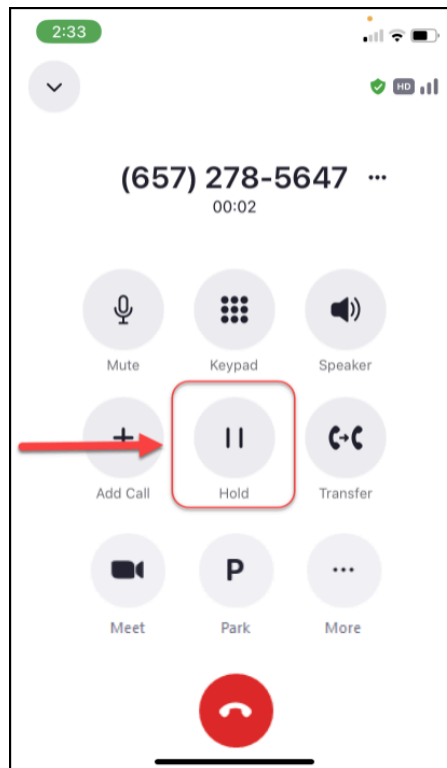 2:33
HD
(657) 278-5647 ...
00:02
Mute Keypad Speaker
Add Call Hold Transfer
P
Meet Park More